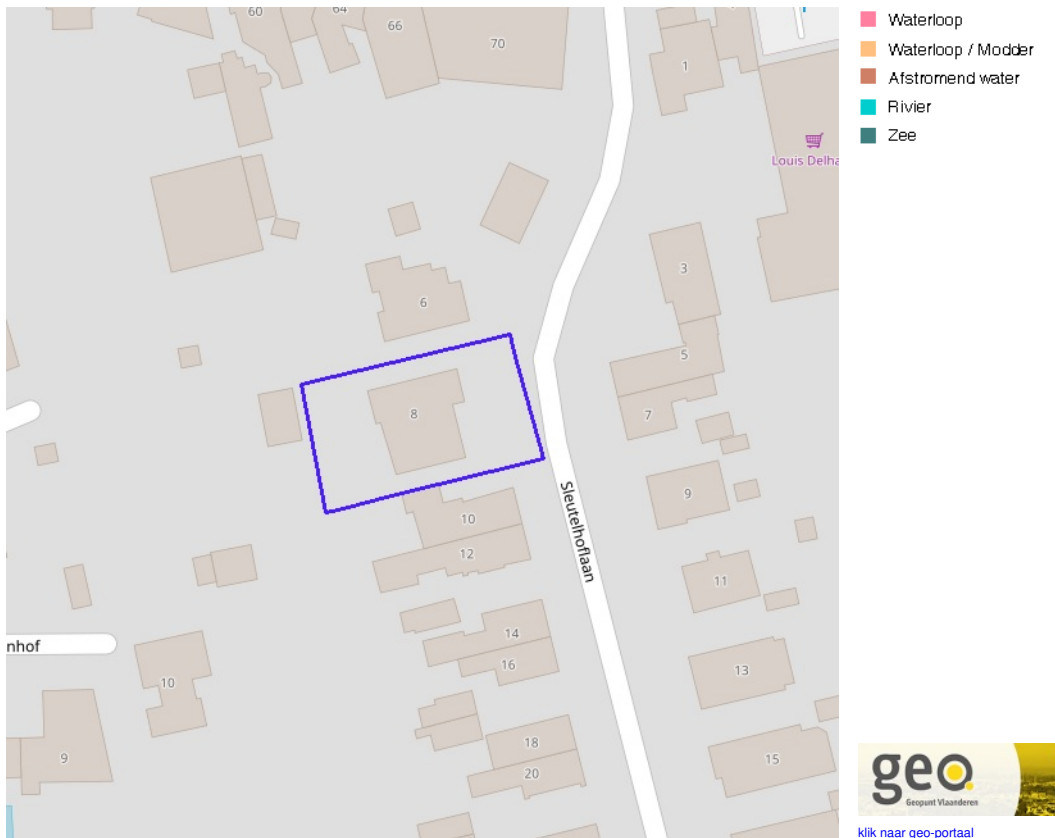 60
64
66
70
1
Louis Delha
3
6
5
8
7
9
10
Sleutelhoflaan
12
11
14
16
nhof
10
13
18
9
15
20
Waterloop
Waterloop / Modder
Afstromend water
Rivier
Zee
geo
Geopunt Vlaanderen
klik naar geo-portaal